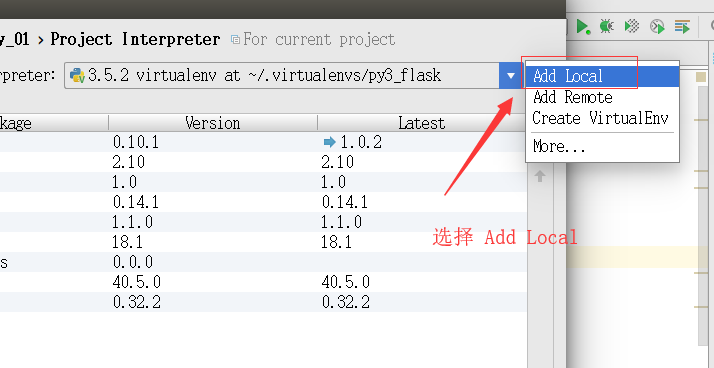 y_01 › Project Interpreter For current project
rpreter: 3.5.2 virtualenv at ~/.virtualenvs/py3_flask
Add Local
Add Remote
Create VirtualEnv
More...
kage Version Latest
0.10.1 1.0.2
2.10 2.10
1.0 1.0
0.14.1 0.14.1
1.1.0 1.1.0
18.1 18.1
s 0.0.0
40.5.0 40.5.0
0.32.2 0.32.2
选择 Add Local